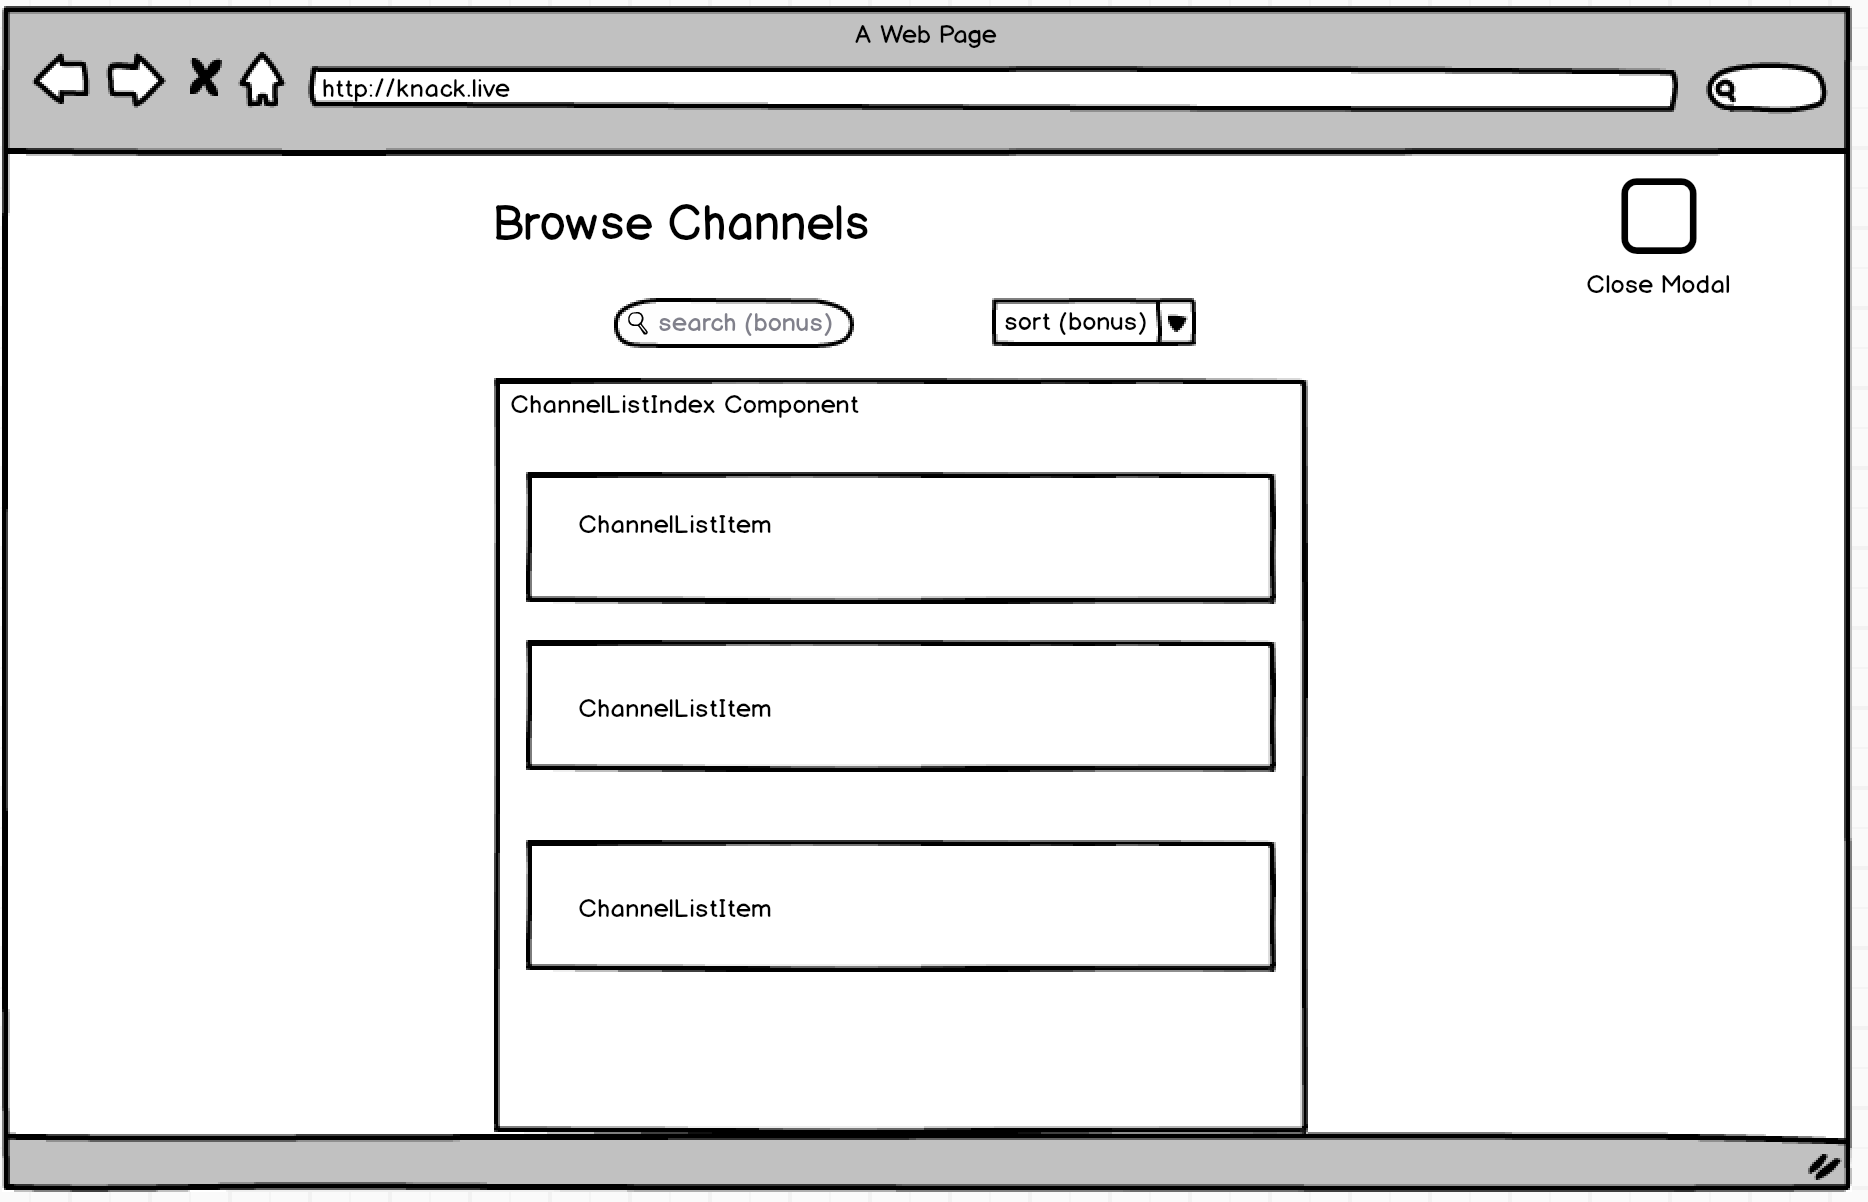 A Web Page
http://knack.live
Browse Channels
Close Modal
search (bonus)
sort (bonus)
ChannelListIndex Component
ChannelListItem
ChannelListItem
ChannelListItem